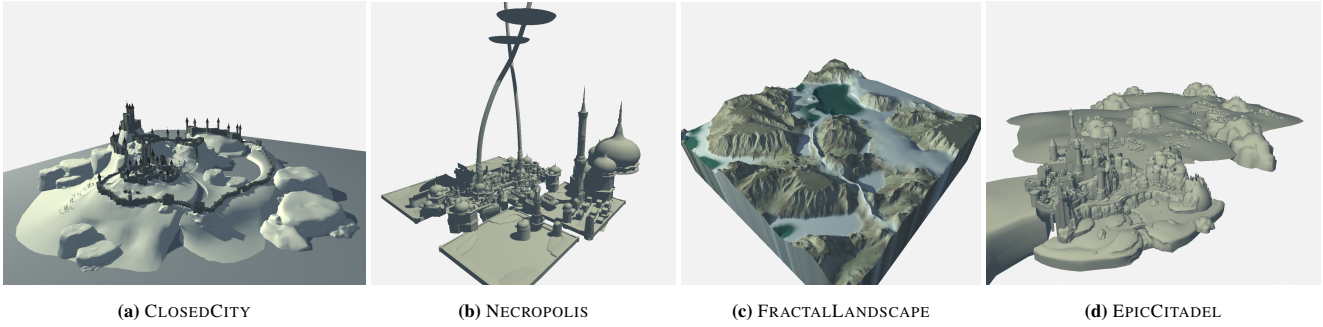 (a) CLOSEDCITY
(b) NECROPOLIS
(c) FRACTALLANDSCAPE
(d) EPICCITADEL